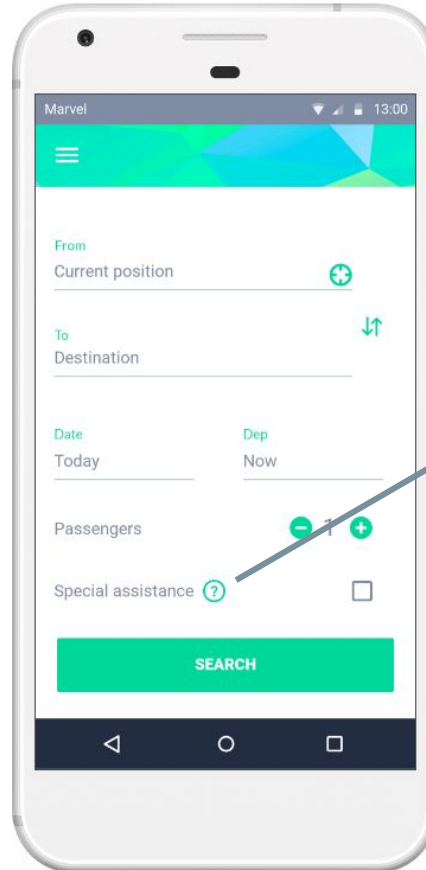 Marvel 13:00
From
Current position
To
Destination
Date Dep
Today Now
Passengers 1
Special assistance ?
SEARCH